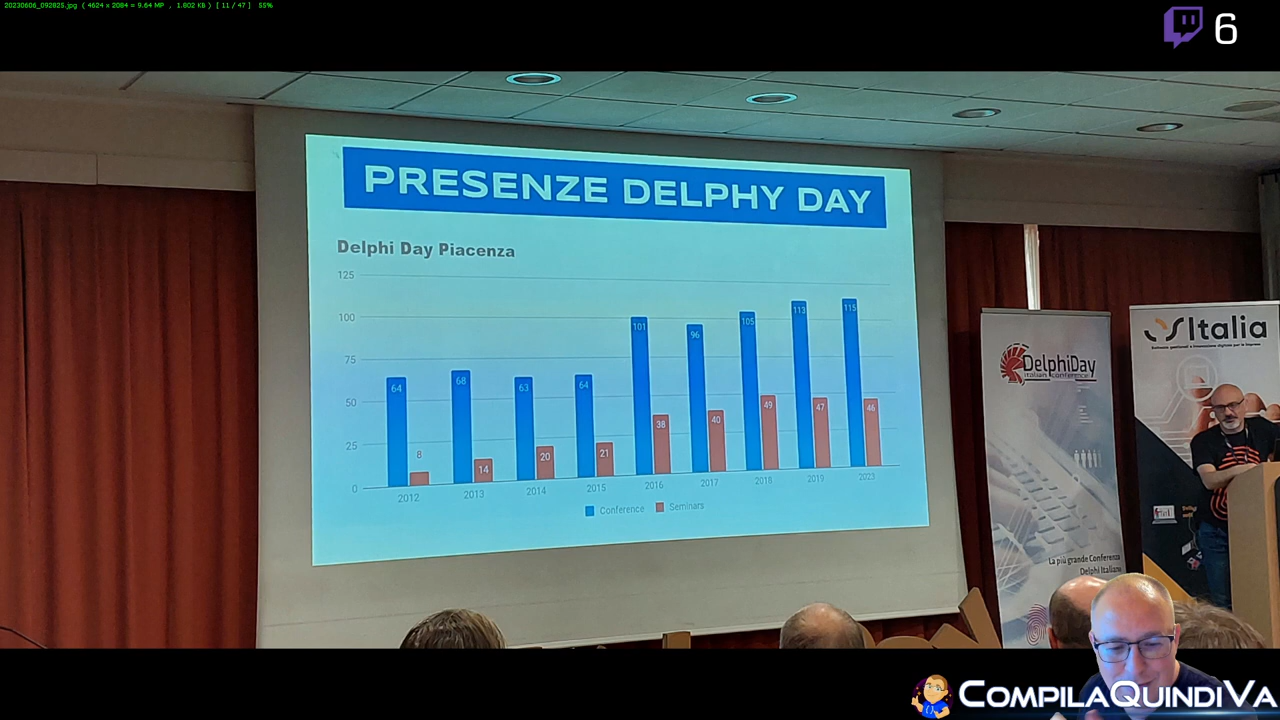 20230606_092825.jpg ( 4624 x 2084 = 9.64 MP , 1.802 KB ) [ 11 / 47 ] 55%
6
PRESENZE DELPHY DAY
Delphi Day Piacenza
125
100
75
50
25
0
64 8 68 14 63 20 64 21 101 38 96 40 105 49 113 47 115 46
2012 2013 2014 2015 2016 2017 2018 2019 2023
Conference Seminars
DelphiDay
italian conference
La più grande Conferenza
Delphi Italiana
Italia
COMPILAQUINDIVA